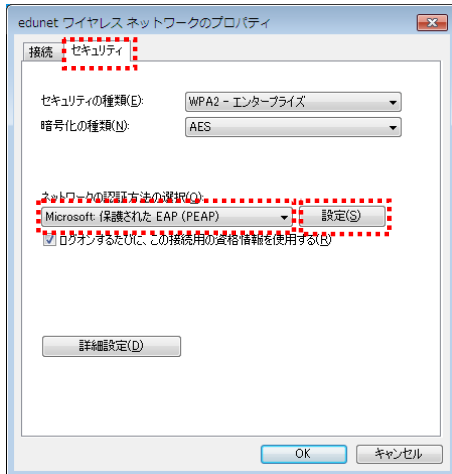 edunet ワイヤレス ネットワークのプロパティ
接続 セキュリティ
セキュリティの種類(E): WPA2 - エンタープライズ
暗号化の種類(N): AES
ネットワークの認証方法の選択(O):
Microsoft: 保護された EAP (PEAP) 設定(S)
ログオンするたびに、この接続用の資格情報を使用する(R)
詳細設定(D)
OK キャンセル